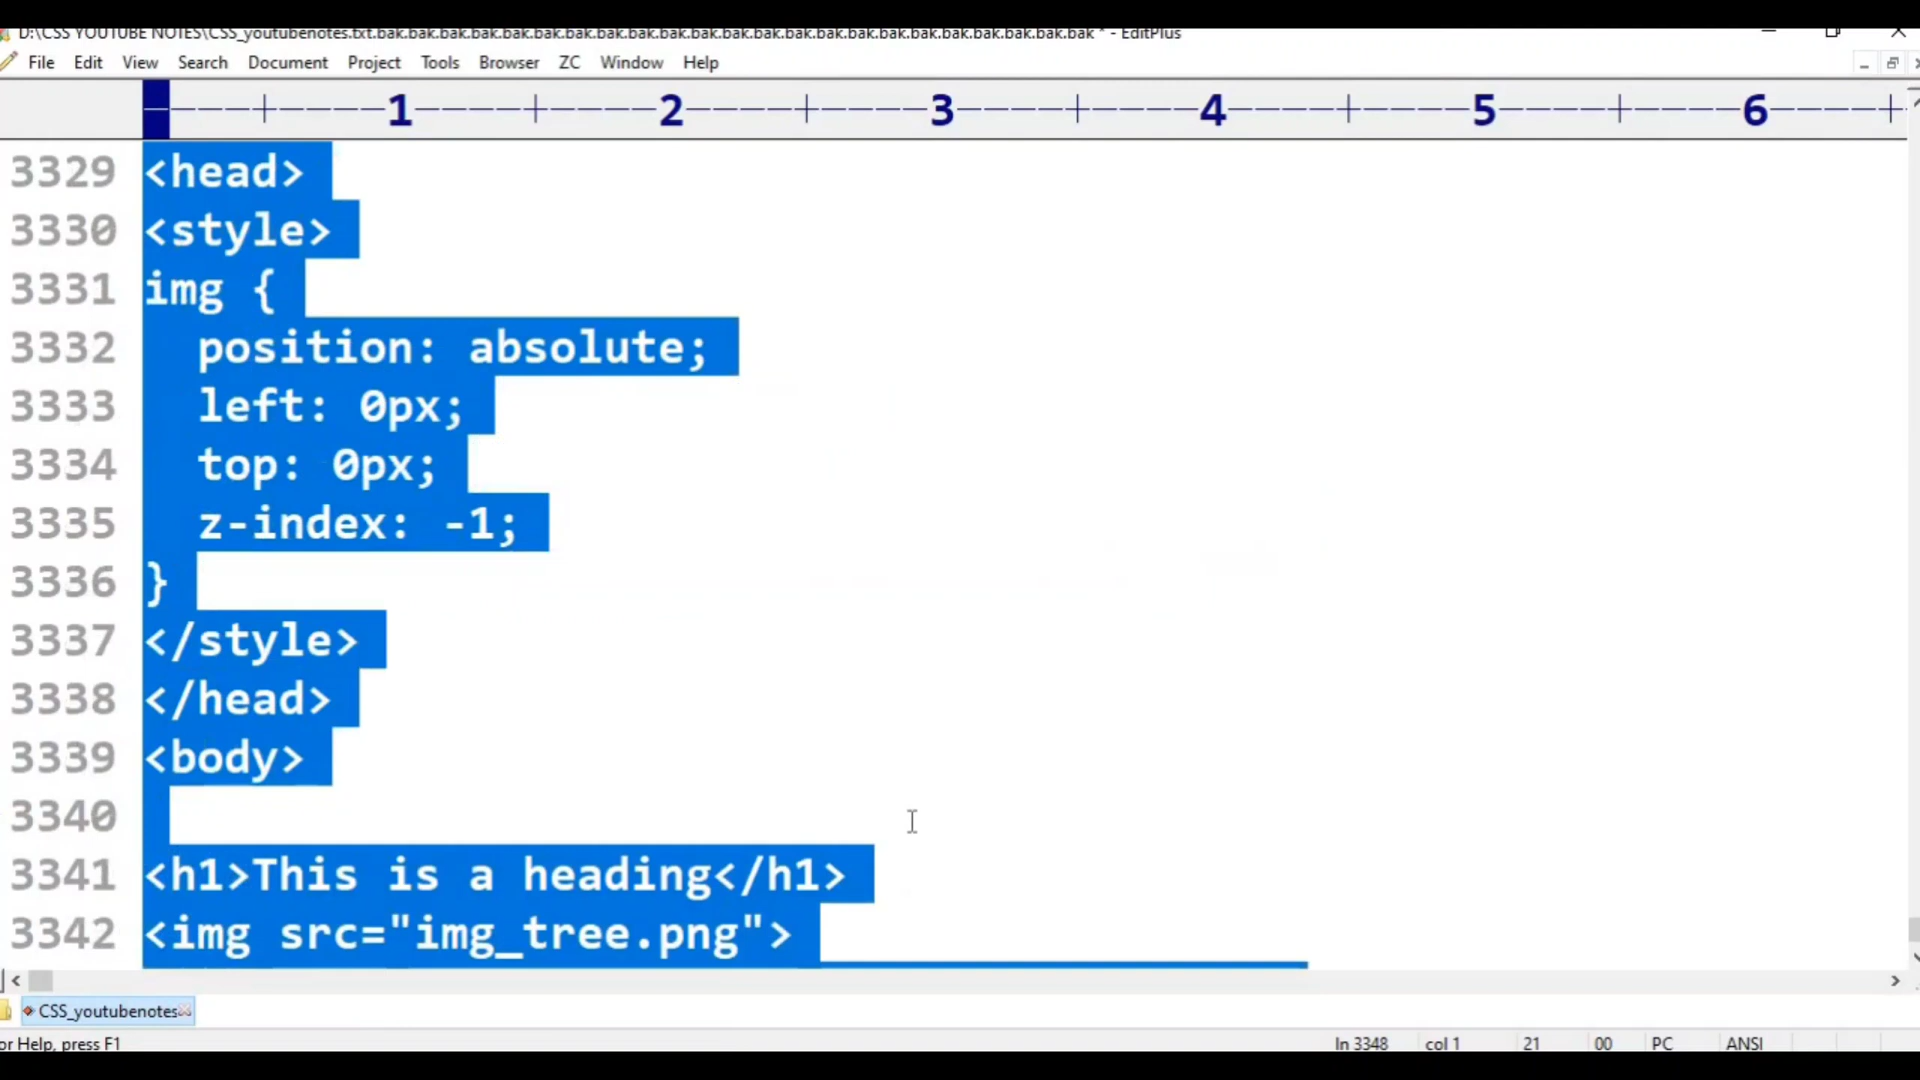 D:\CSS YOUTUBE NOTES\CSS_youtubenotes.txt.bak.bak.bak.bak.bak.bak.bak.bak.bak.bak.bak.bak.bak.bak.bak.bak.bak.bak.bak.bak.bak.bak.bak * - EditPlus
File Edit View Search Document Project Tools Browser ZC Window Help
1 2 3 4 5 6
3329 <head>
3330 <style>
3331 img {
3332 position: absolute;
3333 left: 0px;
3334 top: 0px;
3335 z-index: -1;
3336 }
3337 </style>
3338 </head>
3339 <body>
3340
3341 <h1>This is a heading</h1>
3342 <img src="img_tree.png">
CSS_youtubenotes
or Help, press F1 ln 3348 col 1 21 00 PC ANSI